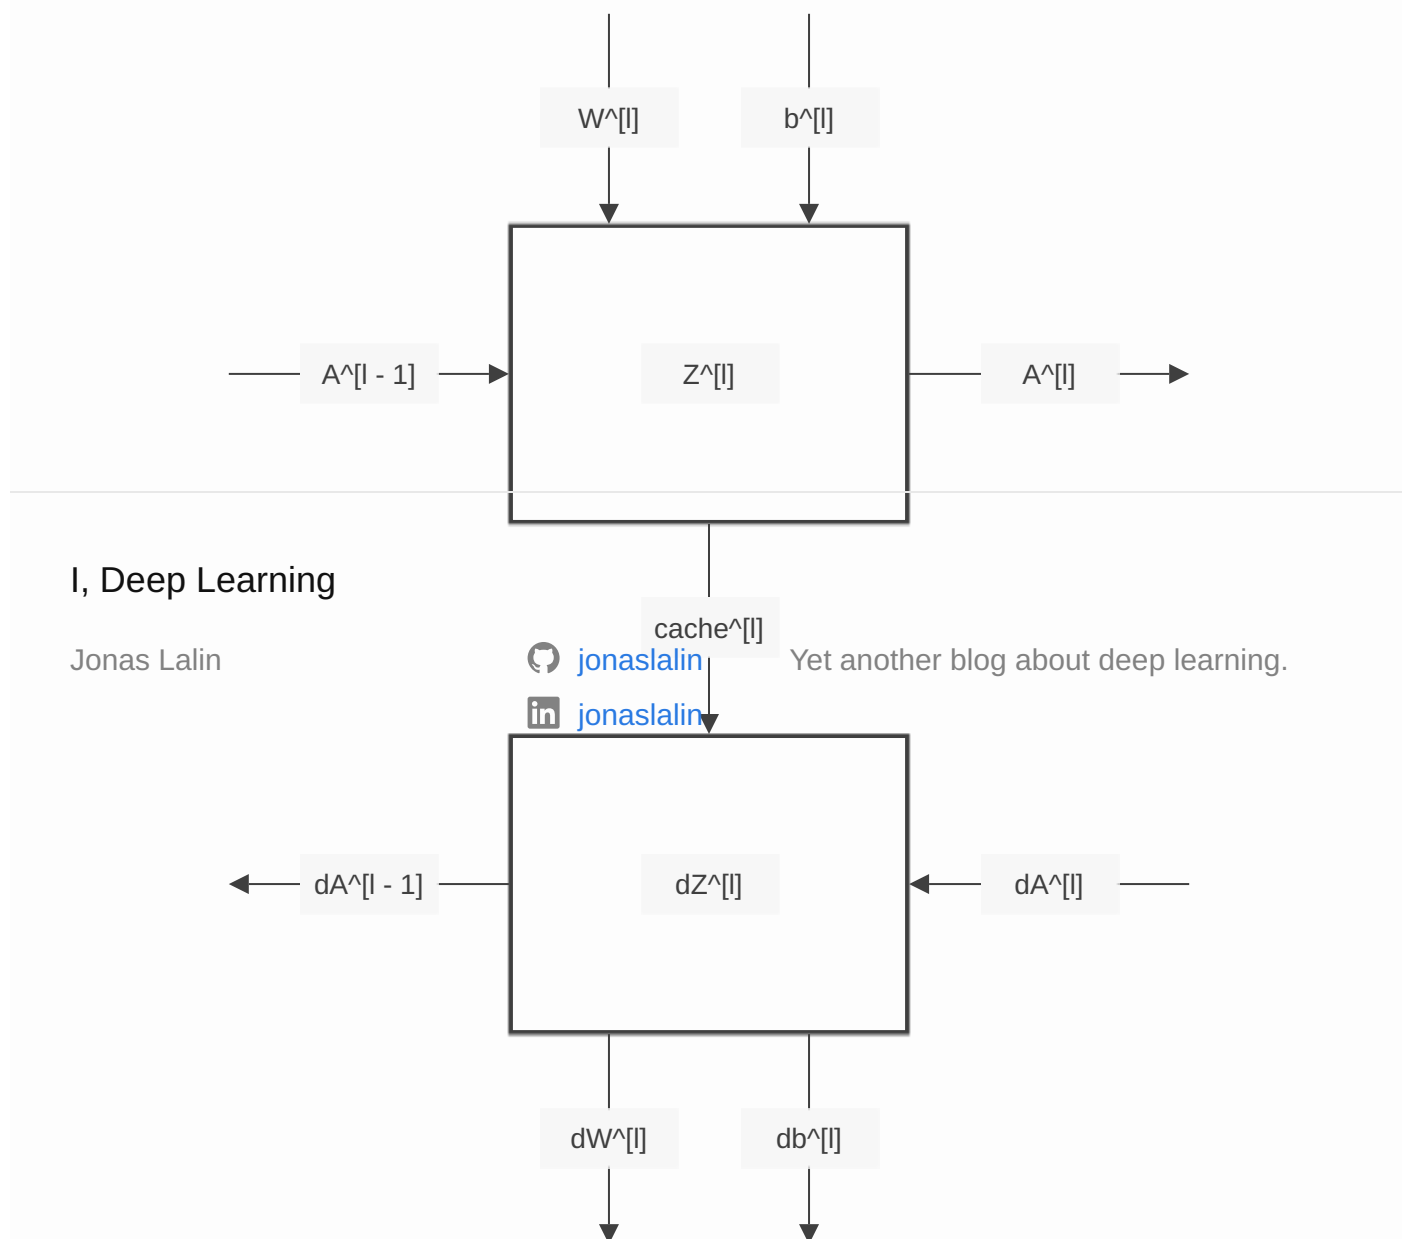 W^[l] b^[l]
A^[l - 1] Z^[l] A^[l]
I, Deep Learning
cache^[l]
Jonas Lalin jonaslalin Yet another blog about deep learning.
jonaslalin
dA^[l - 1] dZ^[l] dA^[l]
dW^[l] db^[l]